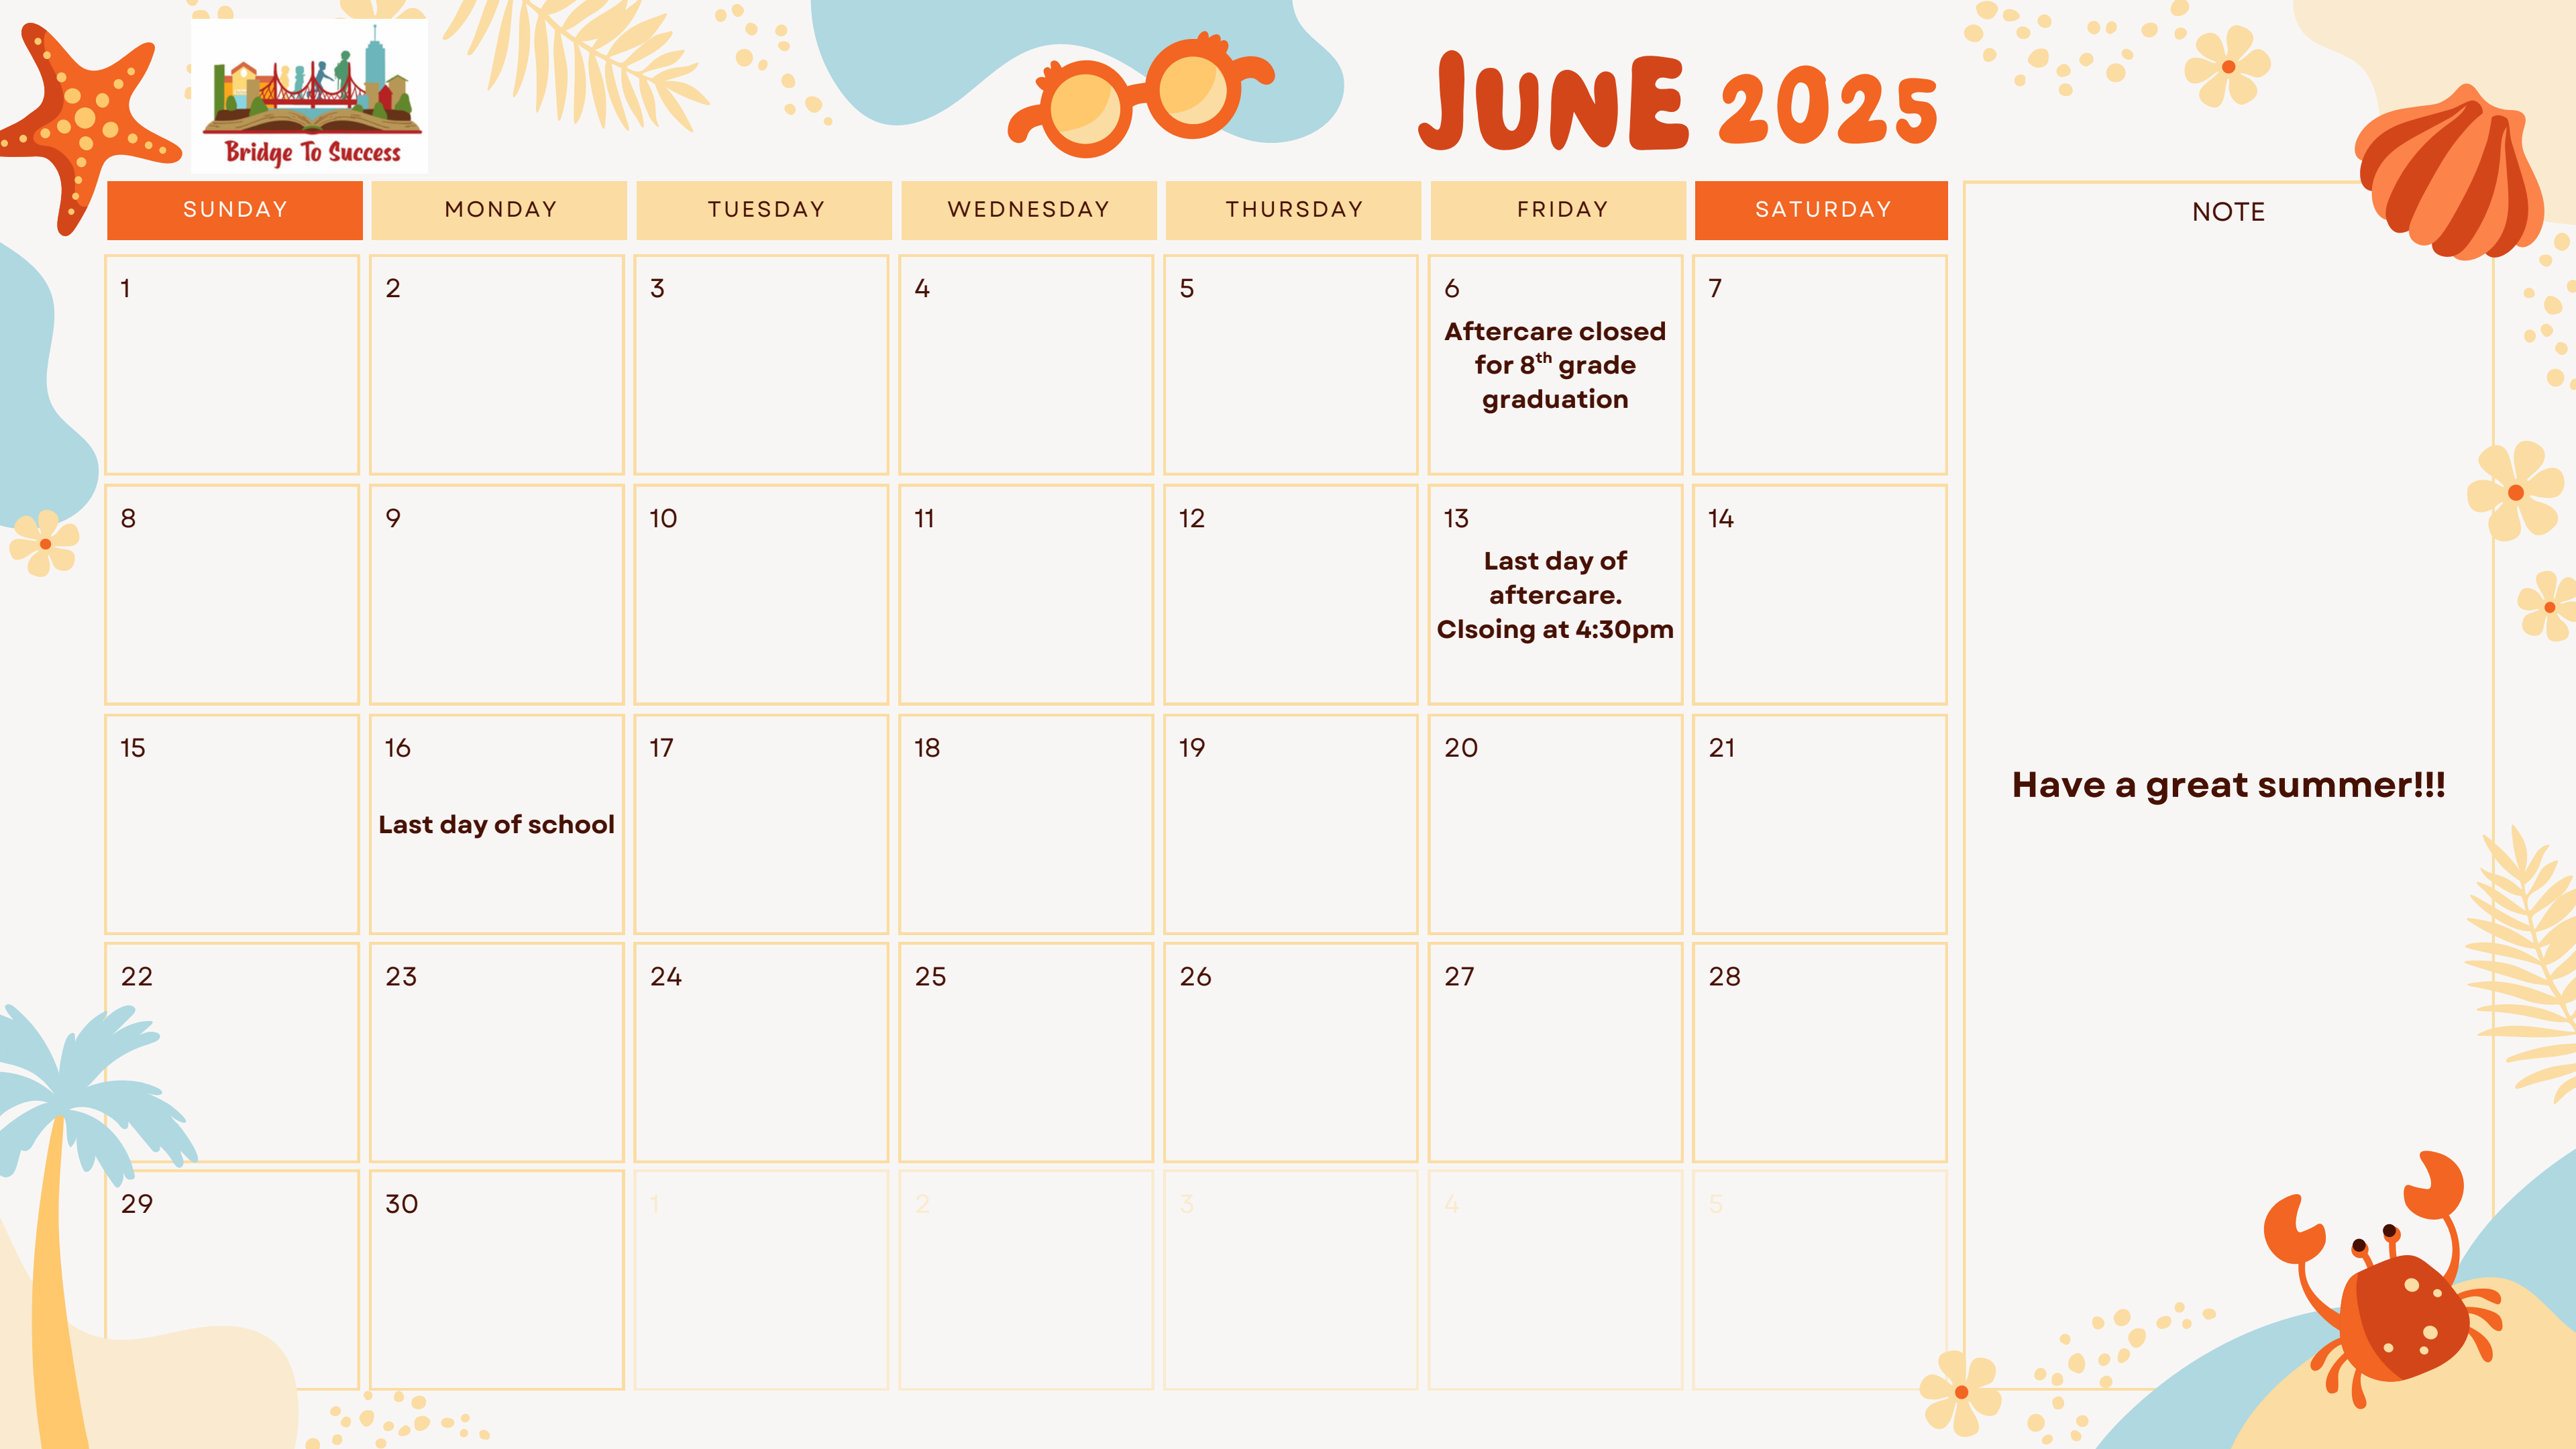 Bridge To Success
JUNE 2025
SUNDAY
MONDAY
TUESDAY
WEDNESDAY
THURSDAY
FRIDAY
SATURDAY
NOTE
1
2
3
4
5
6
Aftercare closed
for 8th grade
graduation
7
8
9
10
11
12
13
Last day of
aftercare.
Clsoing at 4:30pm
14
15
16
Last day of school
17
18
19
20
21
Have a great summer!!!
22
23
24
25
26
27
28
29
30
1
2
3
4
5